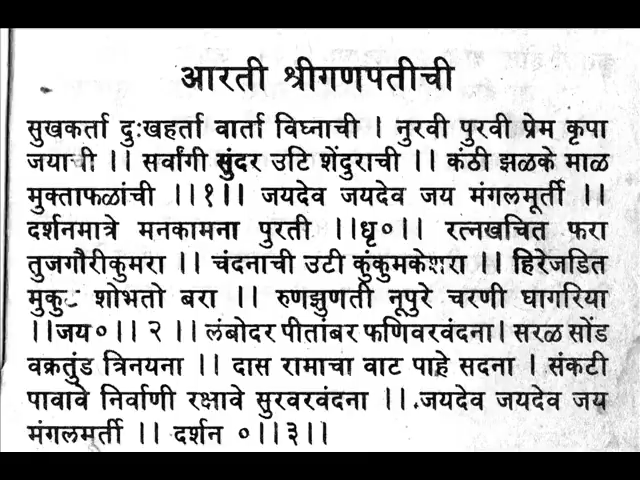 आरती श्रीगणपतीची
सुखकर्ता दुःखहर्ता वार्ता विघ्नाची । नुरवी पुरवी प्रेम कृपा
जयाची ।। सर्वांगी सुंदर उटि शेंदुराची ।। कंठी झळके माळ
मुक्ताफळांची ।।१।। जयदेव जयदेव जय मंगलमूर्ती ।।
दर्शनमात्रे मनकामना पुरती ।।धृ०।। रत्नखचित फरा
तुजगौरीकुमरा ।। चंदनाची उटी कुंकुमकेशरा ।। हिरेजडित
शोभतो बरा ।। रुणझुणती नूपुरे चरणी घागरिया
।।जय०।। २ ।। लंबोदर पीतांबर फणिवरवंदना। सरळ सोंड
वक्रतुंड त्रिनयना ।। दास रामाचा वाट पाहे सदना । संकटी
पावावे निर्वाणी रक्षावे सुरवरवंदना ।। जयदेव जयदेव जय
मंगलमूर्ती ।। दर्शन ०।।३।।